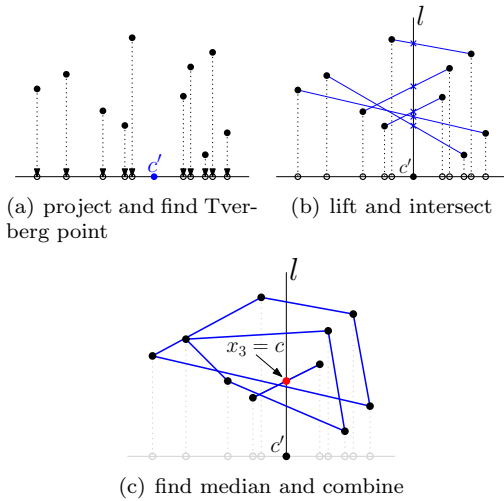 c′
(a) project and find Tver-
berg point
l
c′
(b) lift and intersect
l
x₃ = c
c′
(c) find median and combine